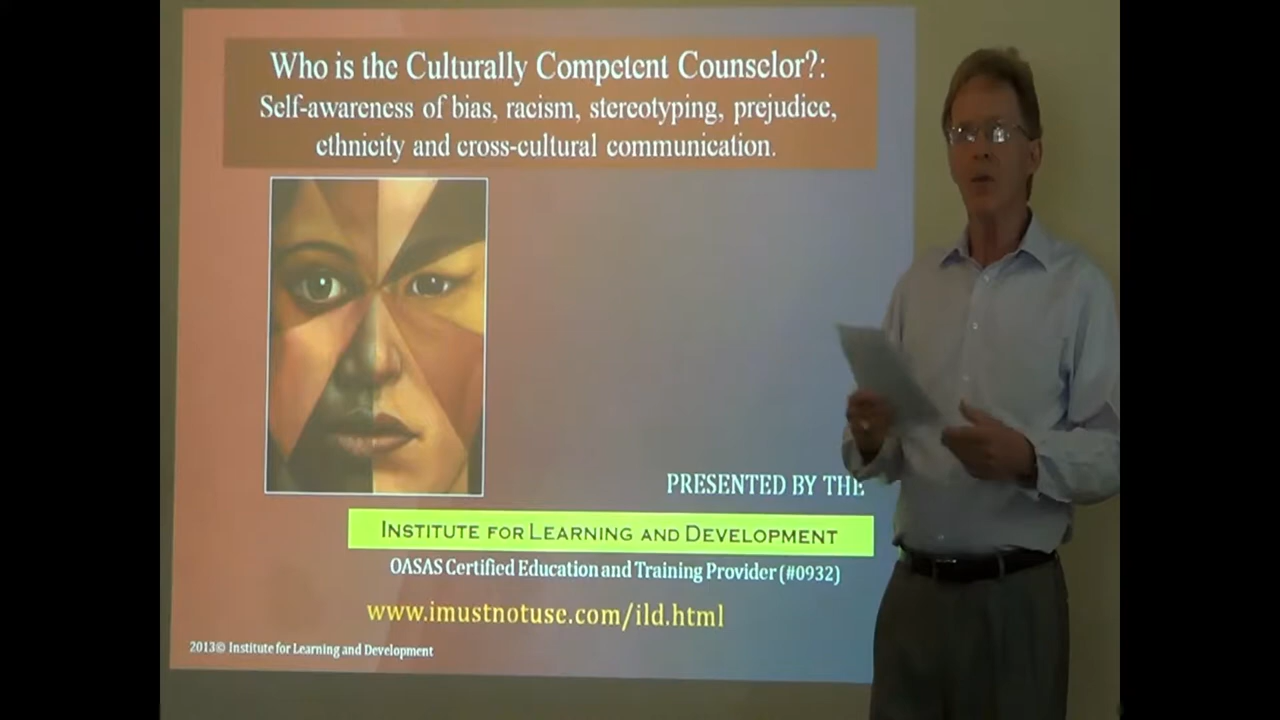 Who is the Culturally Competent Counselor?:
Self-awareness of bias, racism, stereotyping, prejudice,
ethnicity and cross-cultural communication.
PRESENTED BY THE
INSTITUTE FOR LEARNING AND DEVELOPMENT
OASAS Certified Education and Training Provider (#0932)
www.imustnotuse.com/ild.html
2013© Institute for Learning and Development